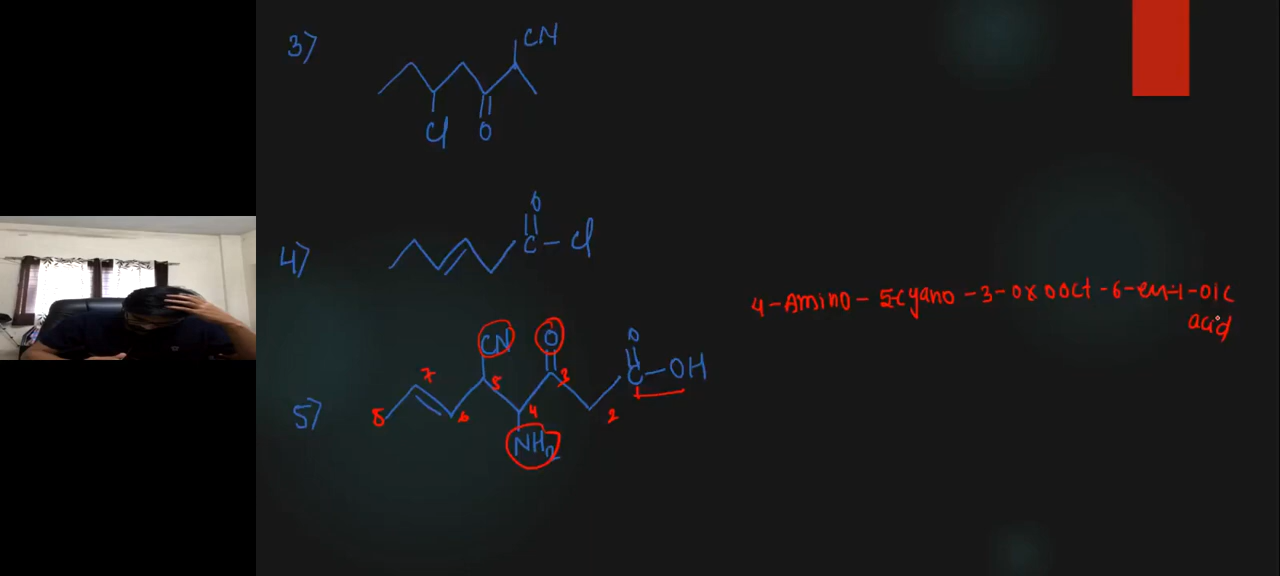 3)
CN
Cl
O
4)
O
C - Cl
4-Amino-5-cyano-3-oxooct-6-en-1-oic
acid
5)
CN
O
O
C-OH
8 7 6 5 4 3 2 1
NH2